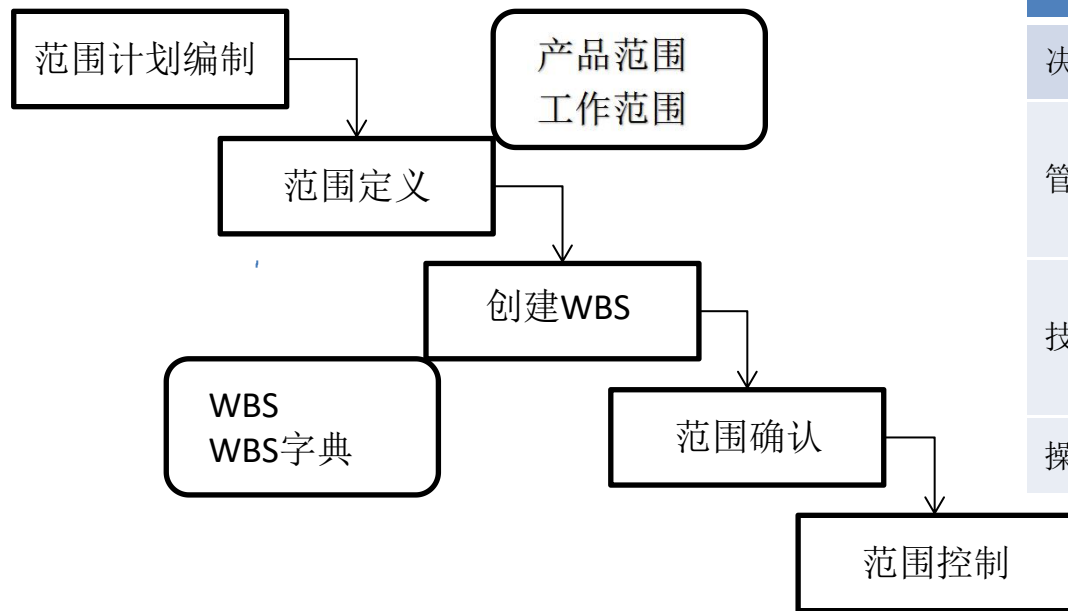 范围计划编制
产品范围
工作范围
范围定义
创建WBS
WBS
WBS字典
范围确认
范围控制
决
管
技
操